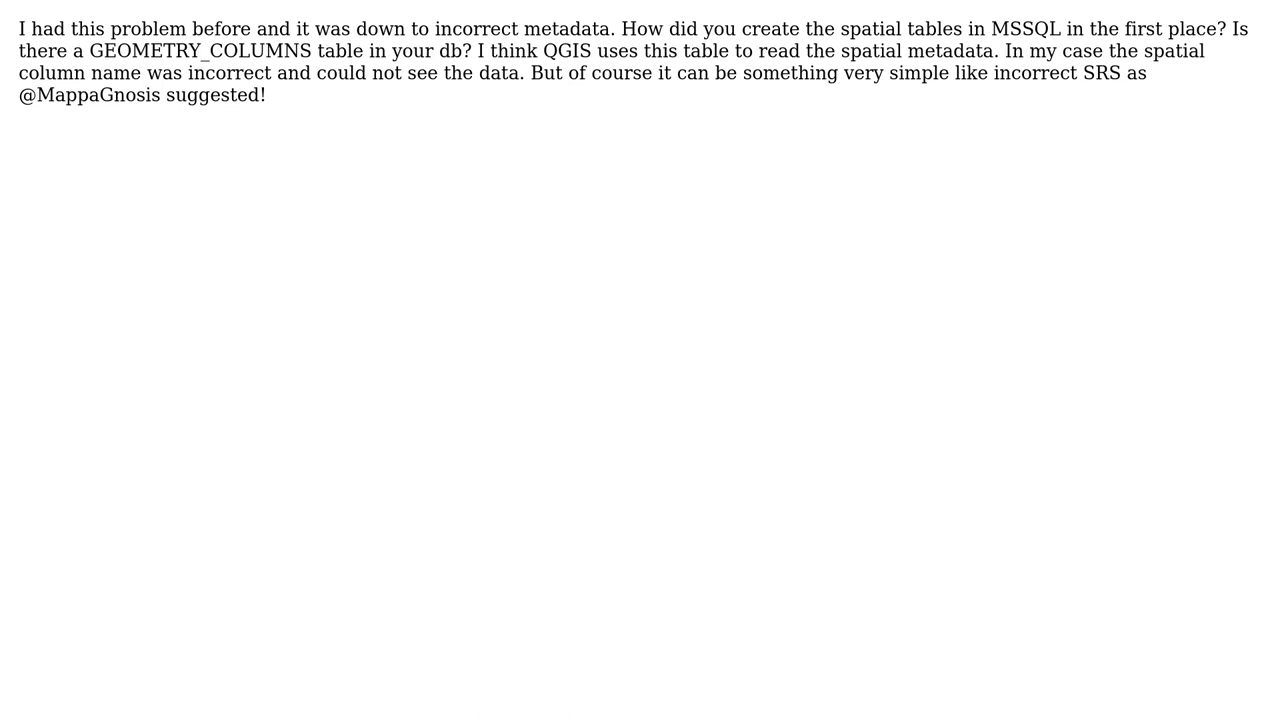 I had this problem before and it was down to incorrect metadata. How did you create the spatial tables in MSSQL in the first place? Is
there a GEOMETRY_COLUMNS table in your db? I think QGIS uses this table to read the spatial metadata. In my case the spatial
column name was incorrect and could not see the data. But of course it can be something very simple like incorrect SRS as
@MappaGnosis suggested!